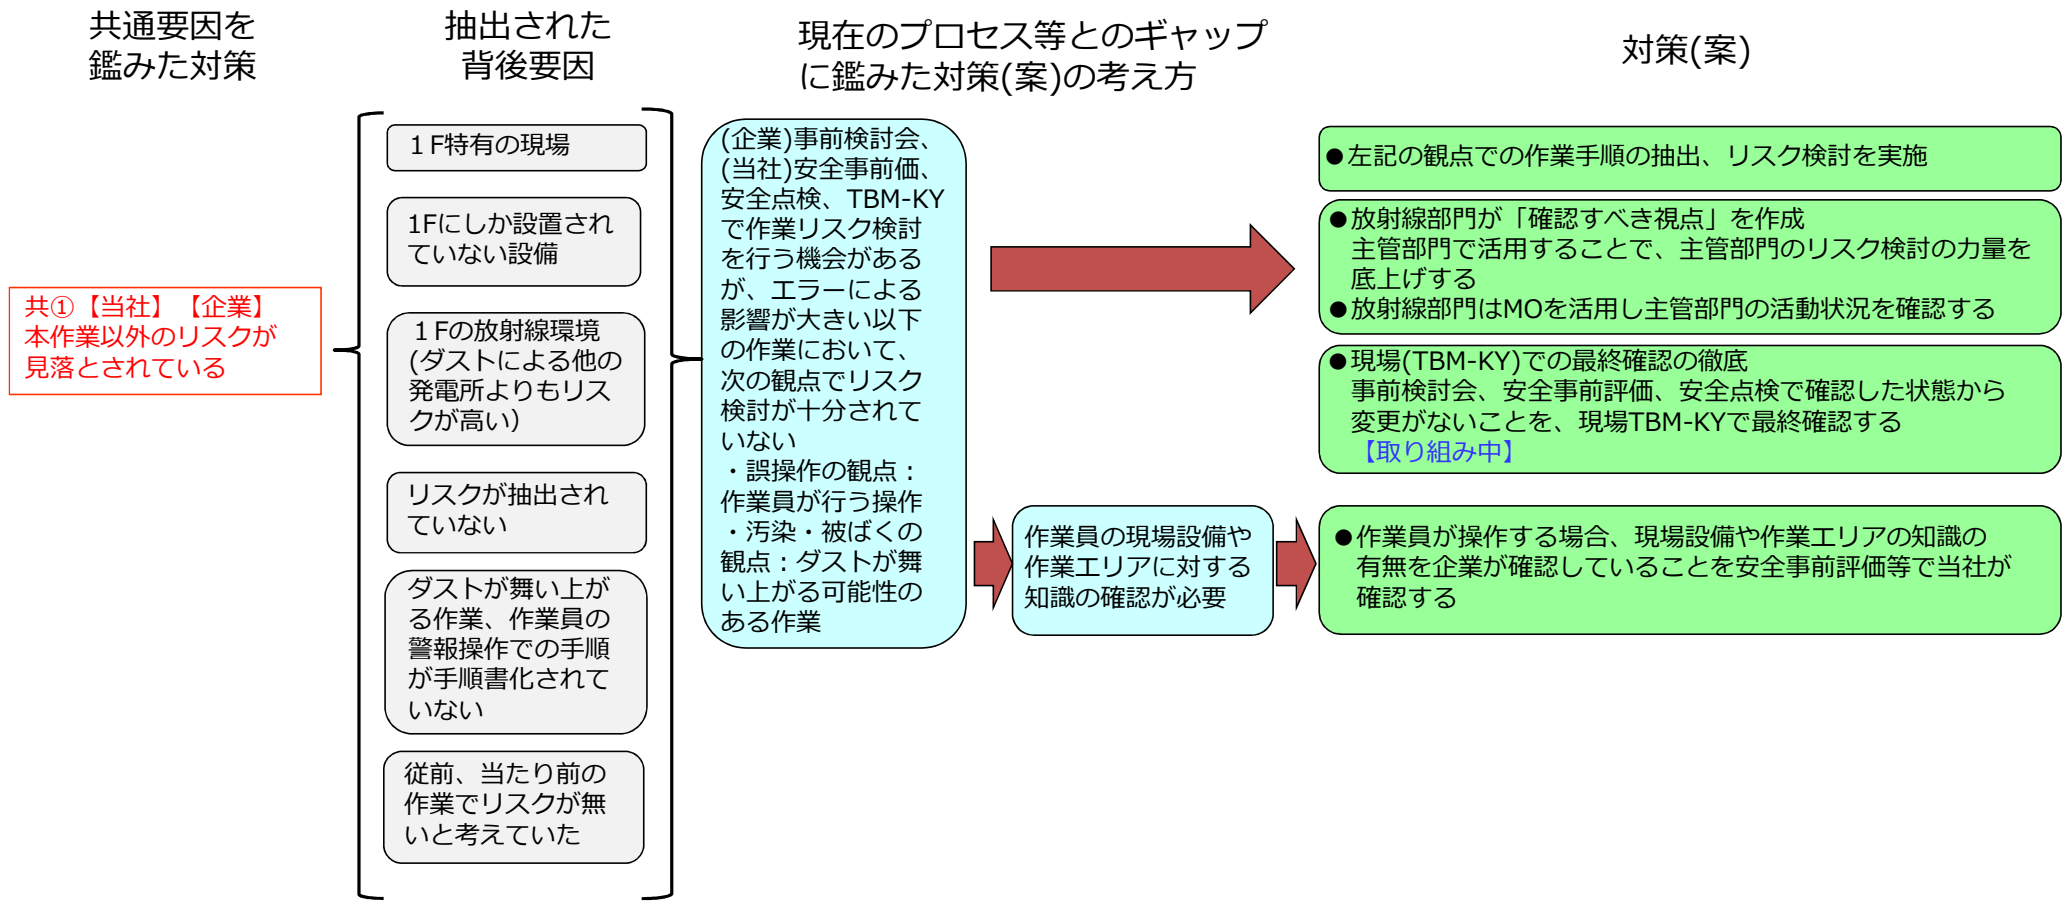 共通要因を
鑑みた対策
抽出された
背後要因
現在のプロセス等とのギャップ
に鑑みた対策(案)の考え方
対策(案)
共①【当社】【企業】
本作業以外のリスクが
見落とされている
１F特有の現場
1Fにしか設置され
ていない設備
１Fの放射線環境
(ダストによる他の
発電所よりもリス
クが高い）
リスクが抽出され
ていない
ダストが舞い上が
る作業、作業員の
警報操作での手順
が手順書化されて
いない
従前、当たり前の
作業でリスクが無
いと考えていた
(企業)事前検討会、
(当社)安全事前価、
安全点検、TBM-KY
で作業リスク検討
を行う機会がある
が、エラーによる
影響が大きい以下
の作業において、
次の観点でリスク
検討が十分されて
いない
・誤操作の観点：
作業員が行う操作
・汚染・被ばくの
観点：ダストが舞
い上がる可能性の
ある作業
作業員の現場設備や
作業エリアに対する
知識の確認が必要
●左記の観点での作業手順の抽出、リスク検討を実施
●放射線部門が「確認すべき視点」を作成
主管部門で活用することで、主管部門のリスク検討の力量を
底上げする
●放射線部門はMOを活用し主管部門の活動状況を確認する
●現場(TBM-KY)での最終確認の徹底
事前検討会、安全事前評価、安全点検で確認した状態から
変更がないことを、現場TBM-KYで最終確認する
【取り組み中】
●作業員が操作する場合、現場設備や作業エリアの知識の
有無を企業が確認していることを安全事前評価等で当社が
確認する